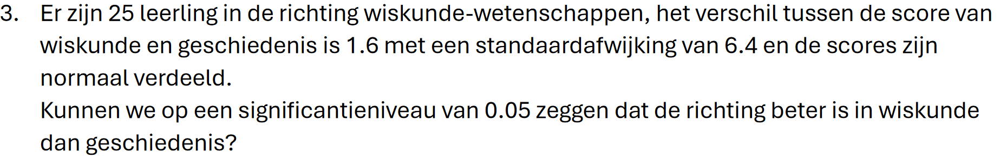 3. Er zijn 25 leerling in de richting wiskunde-wetenschappen, het verschil tussen de score van
wiskunde en geschiedenis is 1.6 met een standaardafwijking van 6.4 en de scores zijn
normaal verdeeld.
Kunnen we op een significantieniveau van 0.05 zeggen dat de richting beter is in wiskunde
dan geschiedenis?